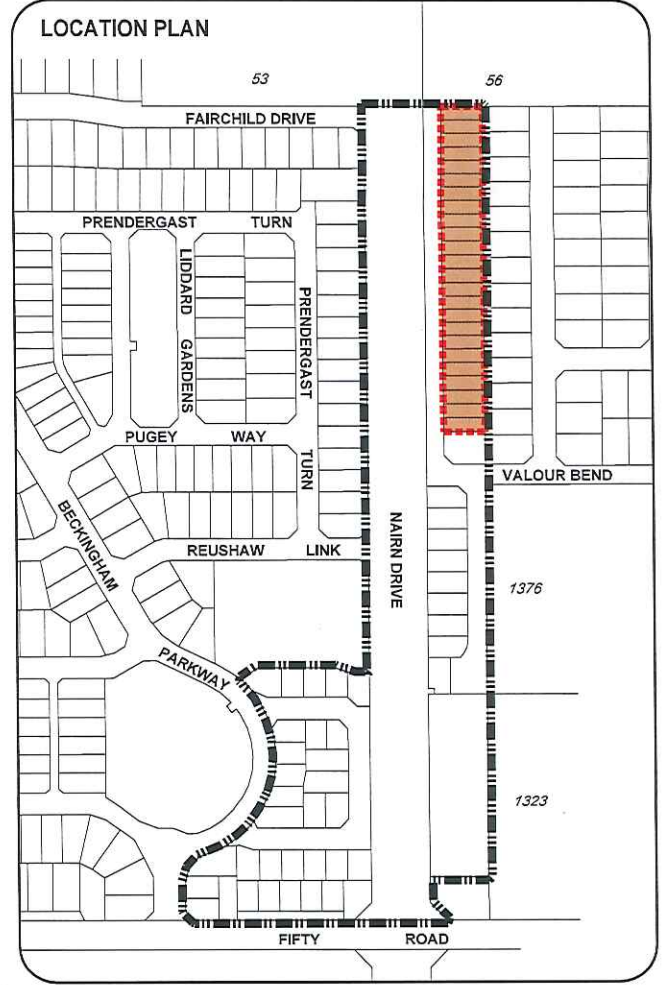 LOCATION PLAN
53
56
FAIRCHILD DRIVE
PRENDERGAST TURN
LIDDARD GARDENS
PRENDERGAST TURN
PUGEY WAY
VALOUR BEND
BECKINGHAM PARKWAY
NAIRN DRIVE
REUSHAW LINK
1376
1323
FIFTY ROAD